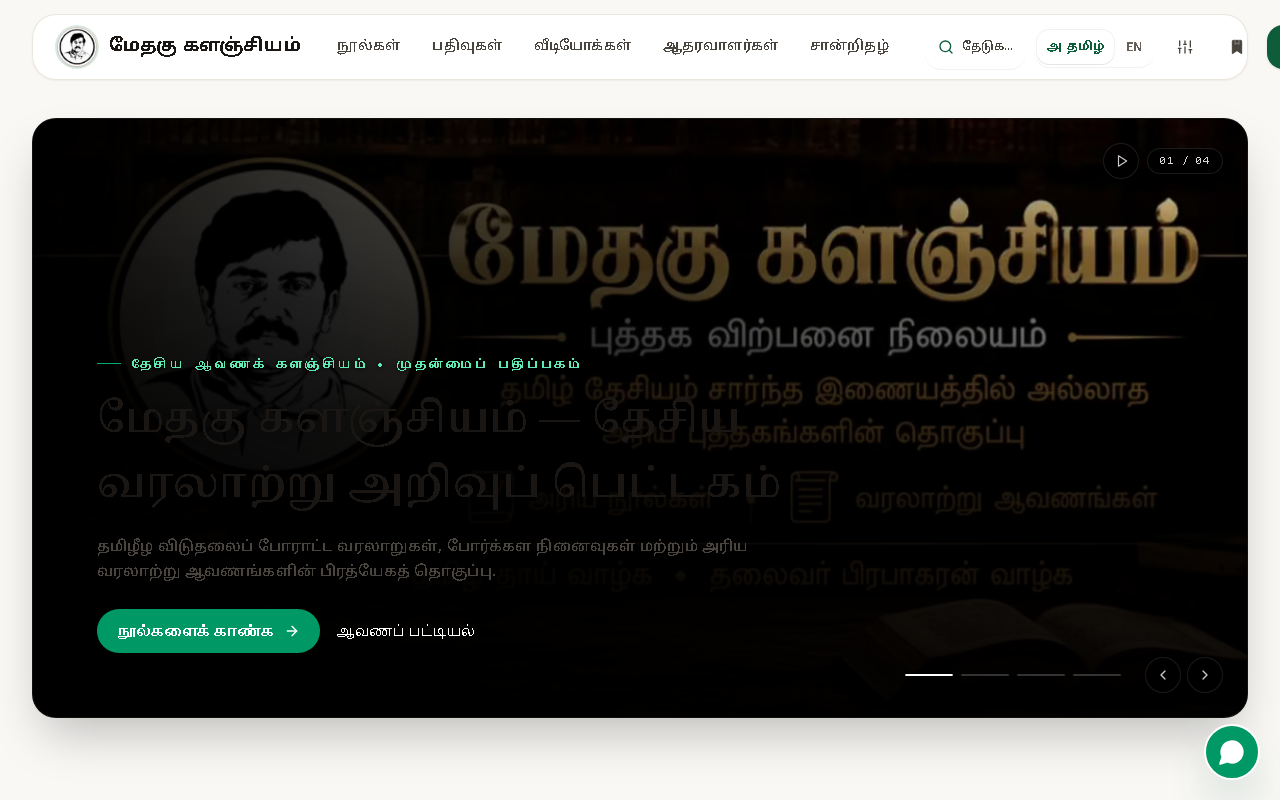 மேதகு களஞ்சியம்
நூல்கள்
பதிவுகள்
வீடியோக்கள்
ஆதரவாளர்கள்
சான்றிதழ்
தேடுக...
அ தமிழ்
EN
01 / 04
மேதகு களஞ்சியம்
புத்தக விற்பனை நிலையம்
தமிழ் தேசியம் சார்ந்த இணையத்தில் அல்லாத
அரிய புத்தகங்களின் தொகுப்பு
அரிய நூல்கள்
வரலாற்று ஆவணங்கள்
வாழ்க • தலைவர் பிரபாகரன் வாழ்க
தேசிய ஆவணக் களஞ்சியம் • முதன்மைப் பதிப்பகம்
மேதகு களஞ்சியம் — தேசிய
வரலாற்று அறிவுப் பெட்டகம்
தமிழீழ விடுதலைப் போராட்ட வரலாறுகள், போர்க்கள நினைவுகள் மற்றும் அரிய
வரலாற்று ஆவணங்களின் பிரத்யேகத் தொகுப்பு.
நூல்களைக் காண்க
ஆவணப் பட்டியல்